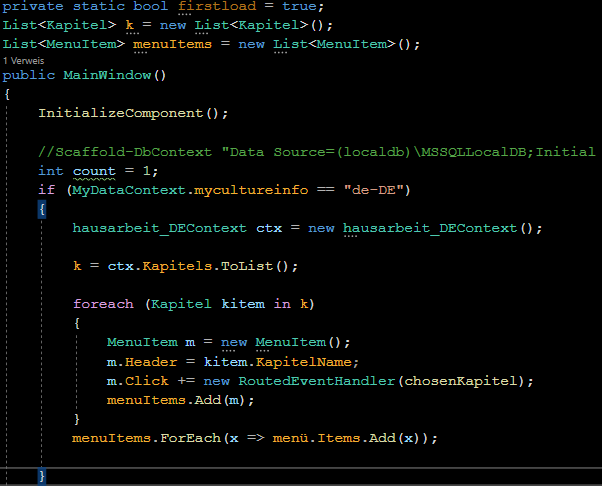 private static bool firstload = true;
List<Kapitel> k = new List<Kapitel>();
List<MenuItem> menuItems = new List<MenuItem>();
1 Verweis
public MainWindow()
{
InitializeComponent();
//Scaffold-DbContext "Data Source=(localdb)\MSSQLLocalDB;Initial
int count = 1;
if (MyDataContext.mycultureinfo == "de-DE")
{
hausarbeit_DEContext ctx = new hausarbeit_DEContext();
k = ctx.Kapitels.ToList();
foreach (Kapitel kitem in k)
{
MenuItem m = new MenuItem();
m.Header = kitem.KapitelName;
m.Click += new RoutedEventHandler(chosenKapitel);
menuItems.Add(m);
}
menuItems.ForEach(x => menü.Items.Add(x));
}